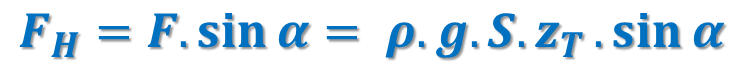 F_H = F. sin α = ρ. g. S. z_T . sin α